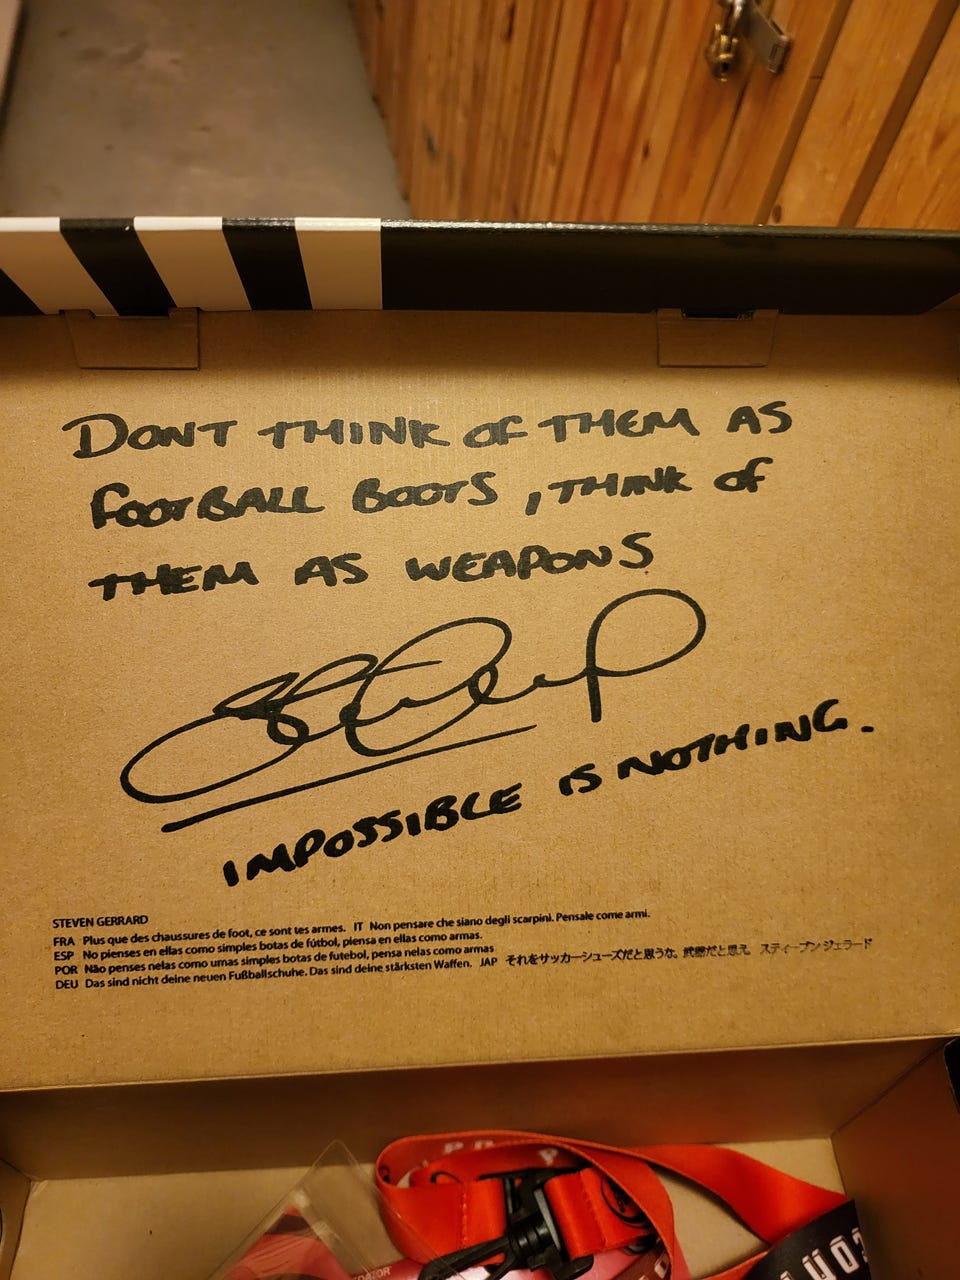 DONT THINK OF THEM AS
FOOTBALL BOOTS, THINK OF
THEM AS WEAPONS
IMPOSSIBLE IS NOTHING.
STEVEN GERRARD
FRA Plus que des chaussures de foot, ce sont tes armes. IT Non pensare che siano degli scarpini. Pensale come armi.
ESP No pienses en ellas como simples botas de fútbol, piensa en ellas como armas.
POR Não penses nelas como umas simples botas de futebol, pensa nelas como armas
DEU Das sind nicht deine neuen Fußballschuhe. Das sind deine stärksten Waffen. JAP それをサッカーシューズだと思うな。武器だと思え。 スティーブンジェラード